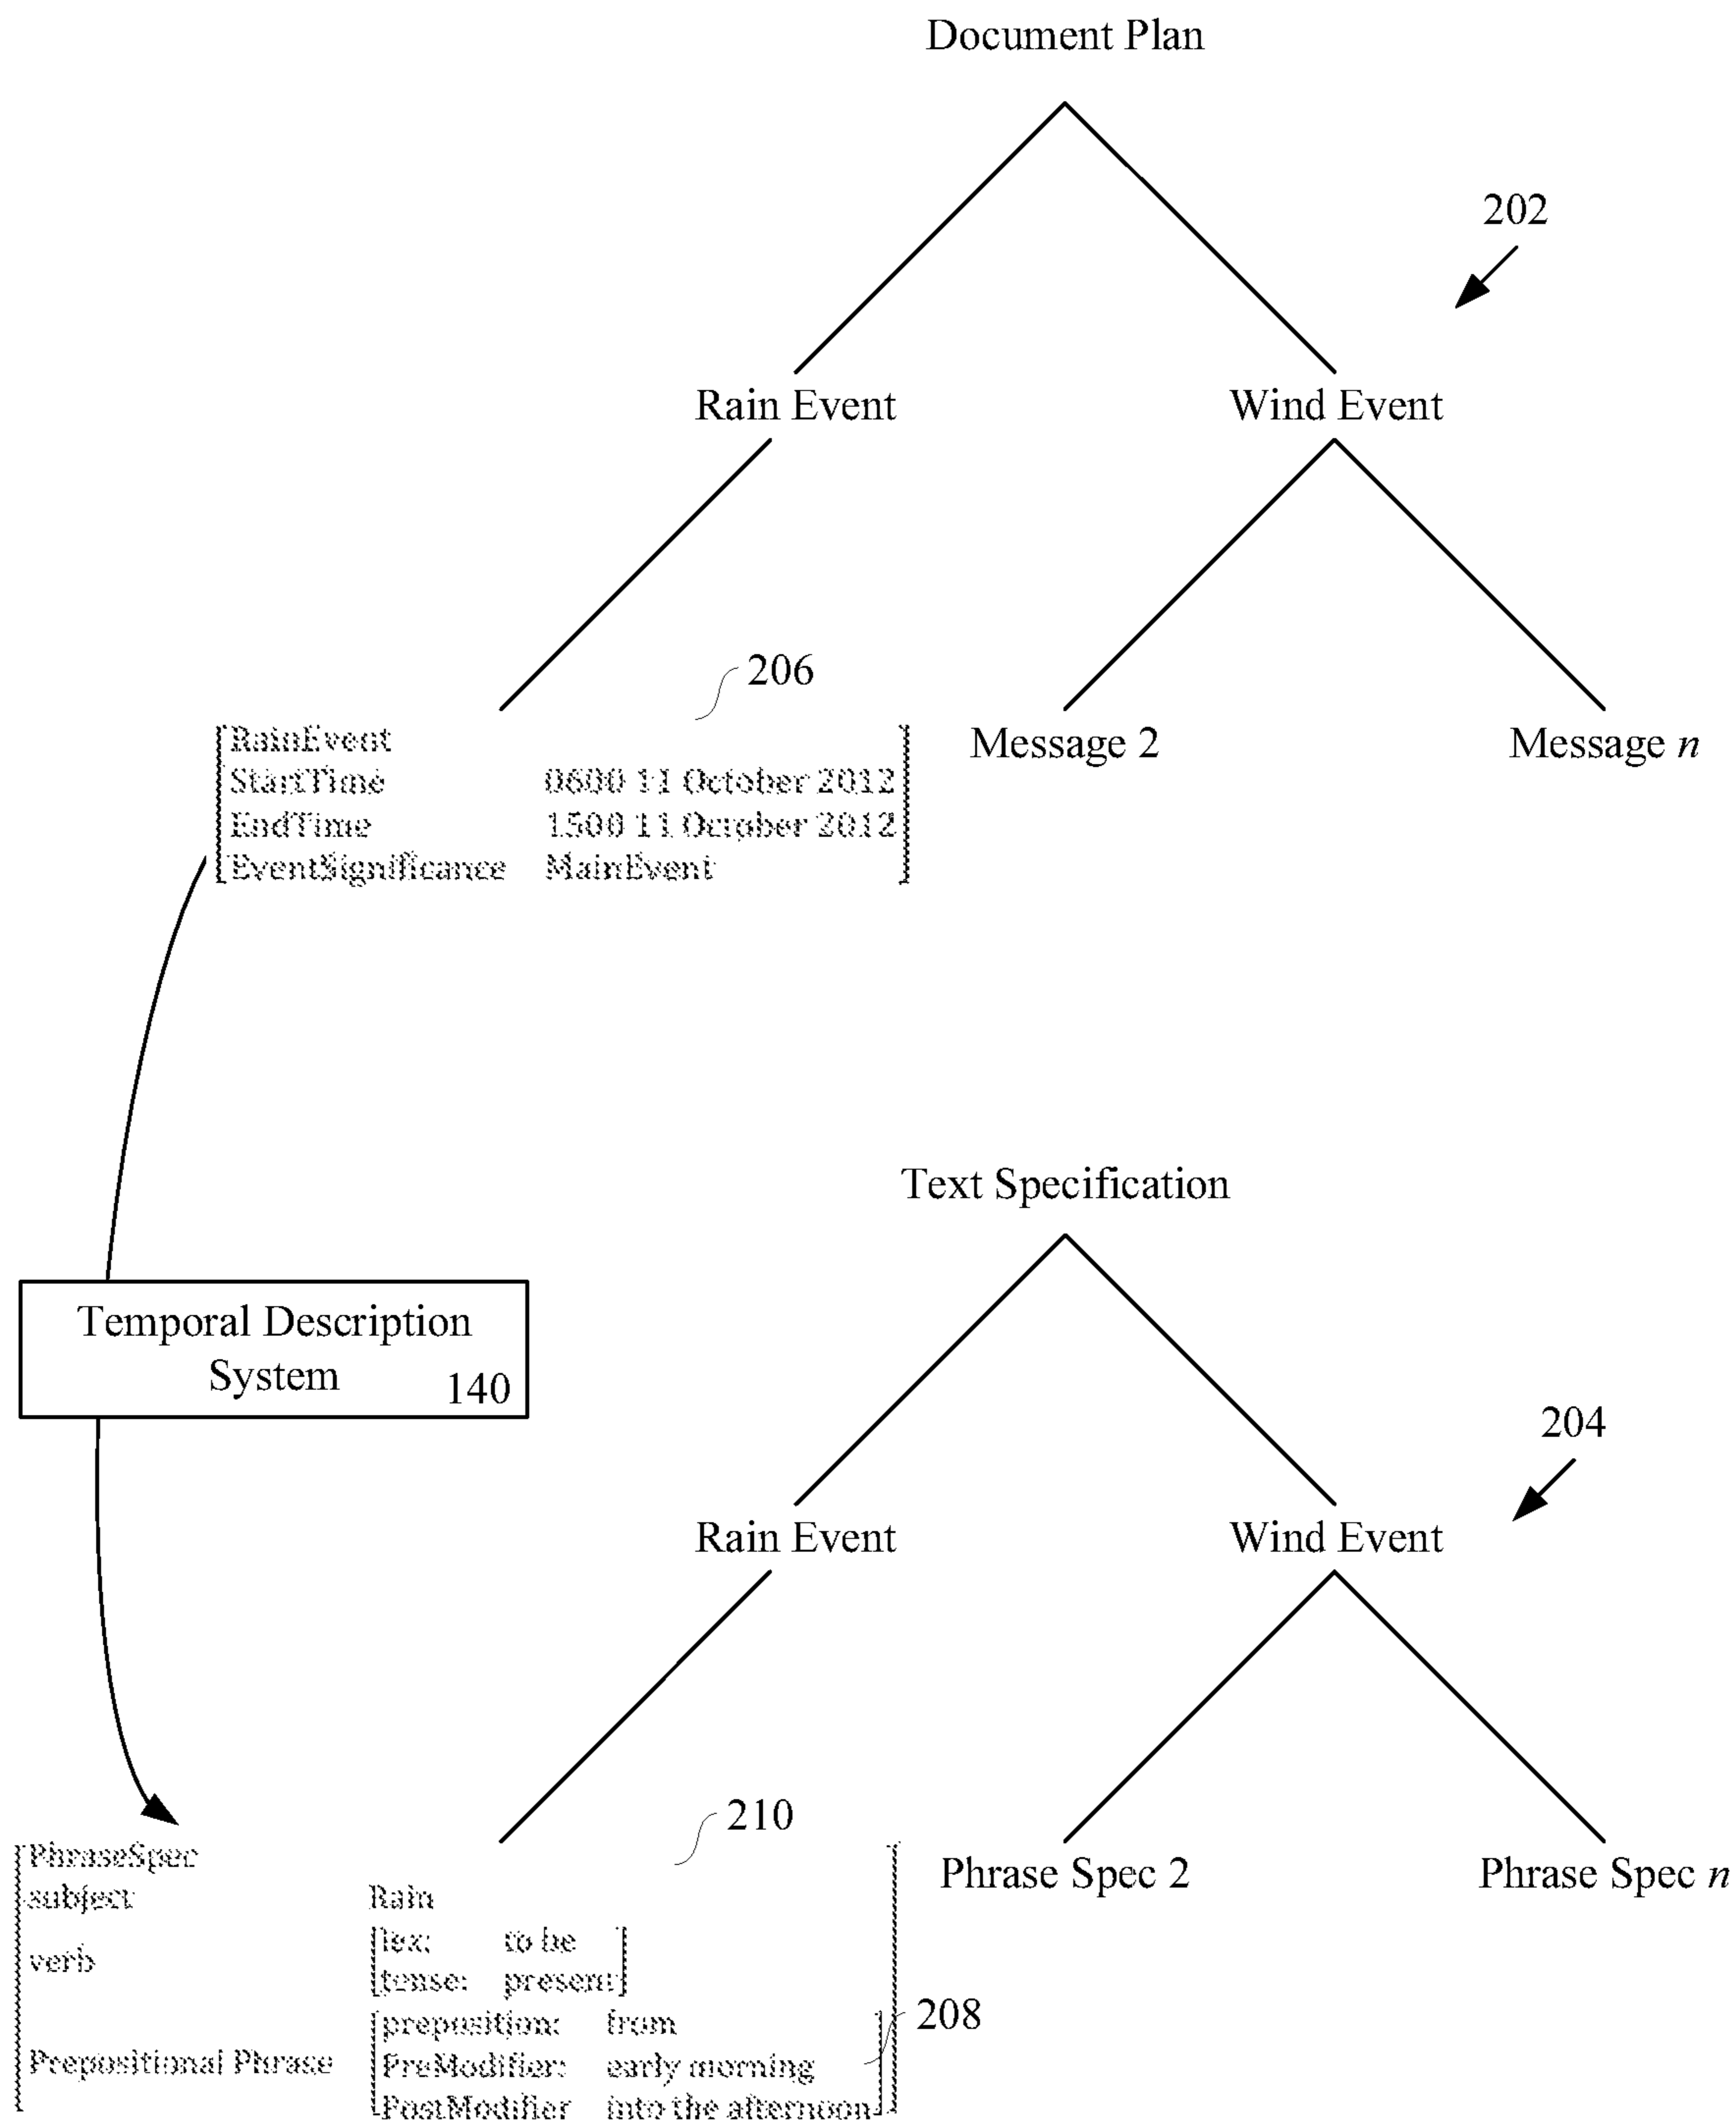 Document Plan
202
Rain Event
Wind Event
206
RainEvent
StartTime 0600 11 October 2012
EndTime 1500 11 October 2012
EventSignificance MainEvent
Message 2
Message n
Text Specification
Temporal Description
System
140
204
Rain Event
Wind Event
210
PhraseSpec
subject Rain
verb
lex: to be
tense: present
Phrase Spec 2
Phrase Spec n
208
Prepositional Phrase
preposition: from
PreModifier: early morning
PostModifier into the afternoon